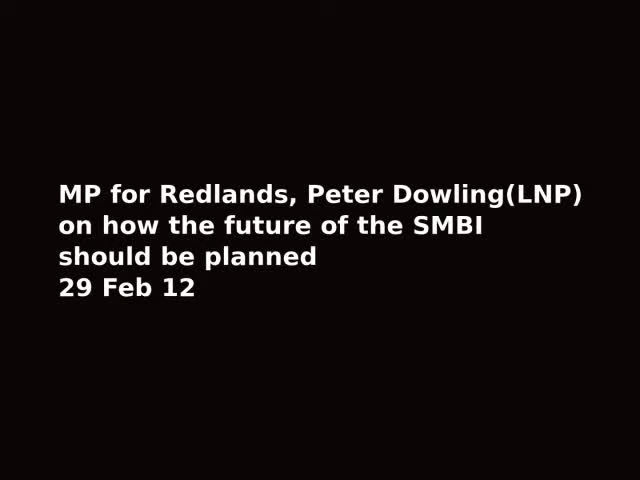 MP for Redlands, Peter Dowling(LNP)
on how the future of the SMBI
should be planned
29 Feb 12